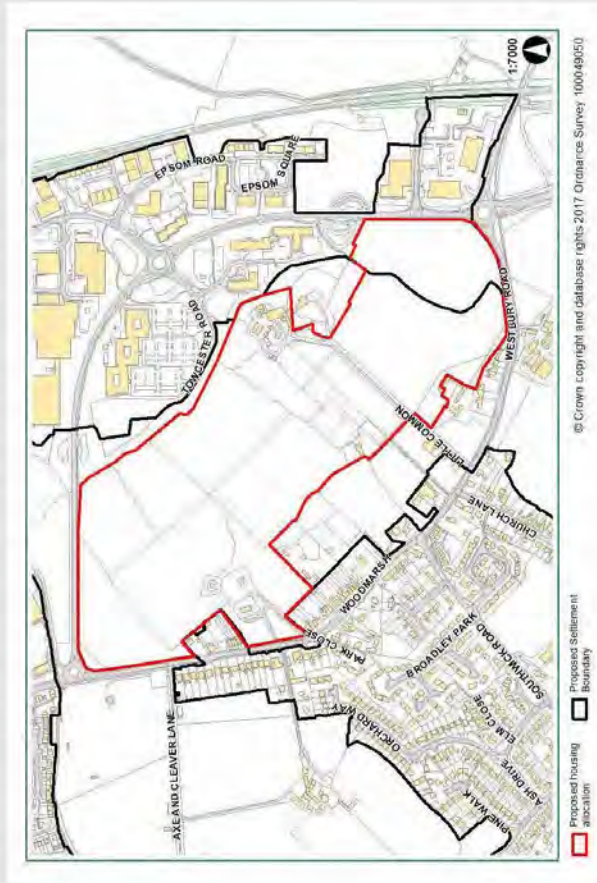 1:7000
EPSOM ROAD
EPSOM SQUARE
TOWCESTER ROAD
WESTBURY ROAD
LITTLE COMMON
CHURCH LANE
WOODMARSH
PARK CLOSE
BROADLEY PARK
SOUTHWICK ROAD
ELM CLOSE
ORCHARD WAY
ASH DRIVE
PINE WALK
AXE AND CLEAVER LANE
Proposed housing
allocation
Proposed Settlement
Boundary
© Crown copyright and database rights 2017 Ordnance Survey 100049050